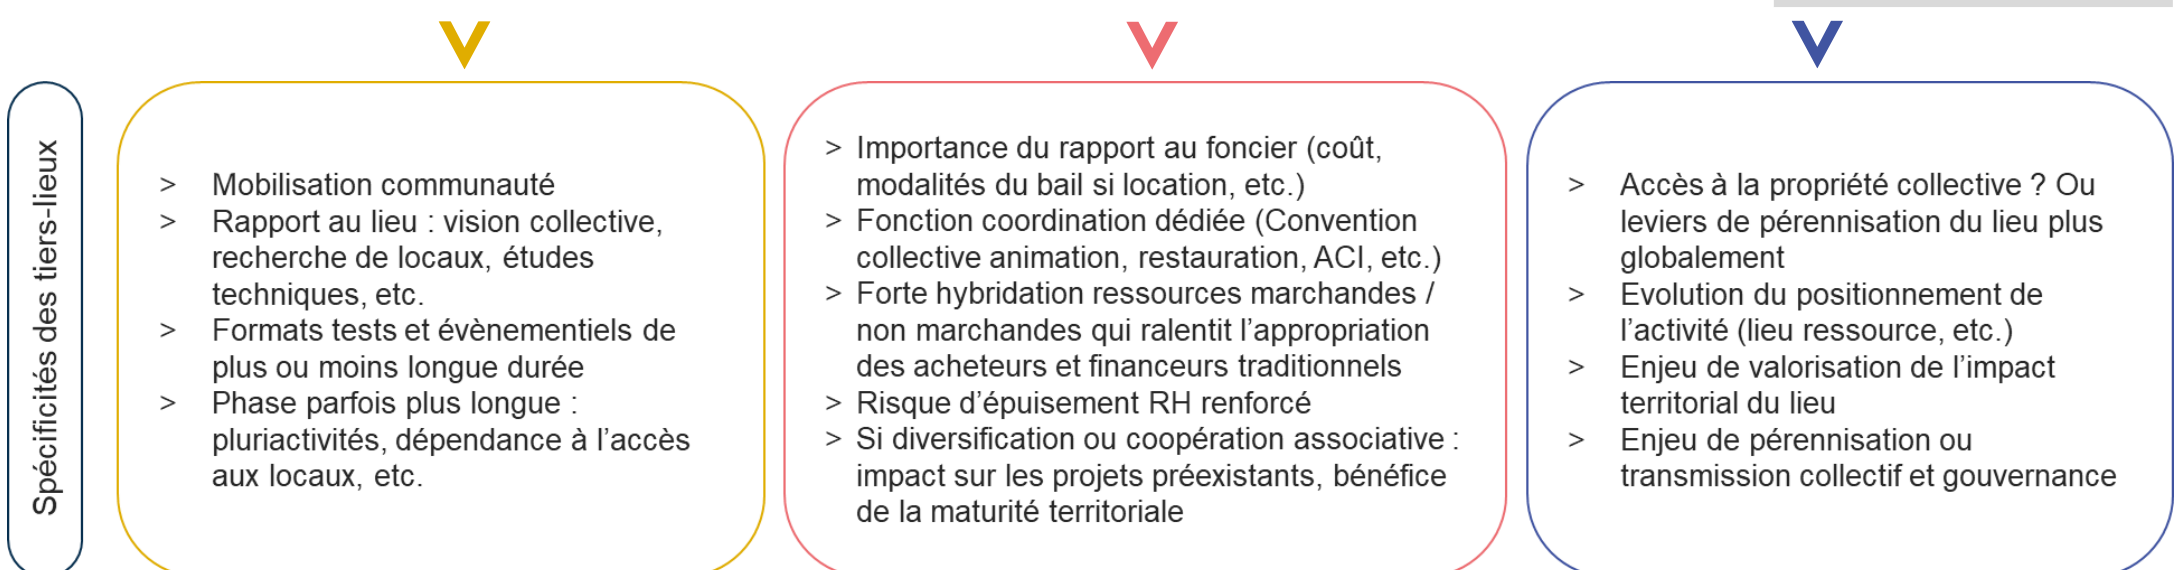 Spécificités des tiers-lieux
> Mobilisation communauté
> Rapport au lieu : vision collective,
recherche de locaux, études
techniques, etc.
> Formats tests et évènementiels de
plus ou moins longue durée
> Phase parfois plus longue :
pluriactivités, dépendance à l’accès
aux locaux, etc.
> Importance du rapport au foncier (coût,
modalités du bail si location, etc.)
> Fonction coordination dédiée (Convention
collective animation, restauration, ACI, etc.)
> Forte hybridation ressources marchandes /
non marchandes qui ralentit l’appropriation
des acheteurs et financeurs traditionnels
> Risque d’épuisement RH renforcé
> Si diversification ou coopération associative :
impact sur les projets préexistants, bénéfice
de la maturité territoriale
> Accès à la propriété collective ? Ou
leviers de pérennisation du lieu plus
globalement
> Evolution du positionnement de
l’activité (lieu ressource, etc.)
> Enjeu de valorisation de l’impact
territorial du lieu
> Enjeu de pérennisation ou
transmission collectif et gouvernance